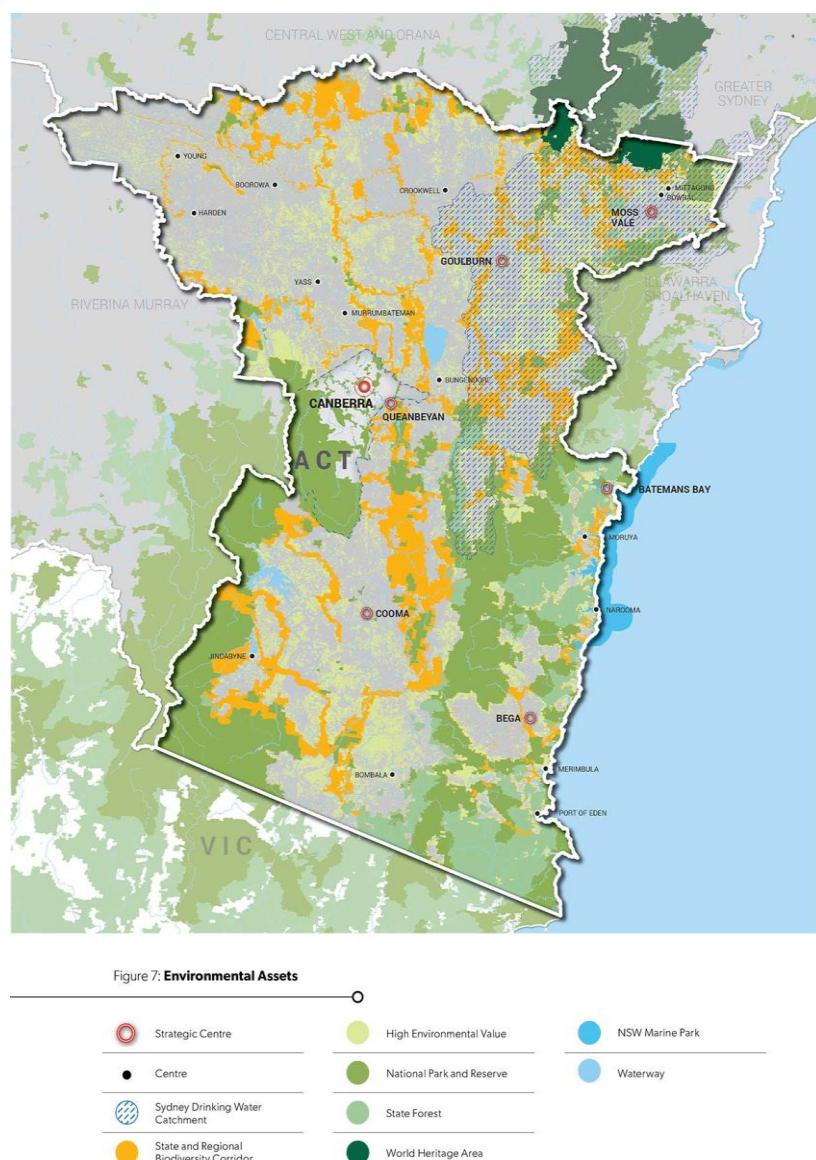 CENTRAL WEST AND ORANA
GREATER
SYDNEY
YOUNG
BOOROWA
CROOKWELL
MITTAGONG
BOWRAL
HARDEN
MOSS
VALE
GOULBURN
YASS
ILLAWARRA
SHOALHAVEN
RIVERINA MURRAY
MURRUMBATEMAN
BUNGENDORE
CANBERRA
QUEANBEYAN
ACT
BATEMANS BAY
MORUYA
NAROOMA
COOMA
JINDABYNE
BEGA
MERIMBULA
BOMBALA
PORT OF EDEN
VIC
Figure 7: Environmental Assets
Strategic Centre
High Environmental Value
NSW Marine Park
Centre
National Park and Reserve
Waterway
Sydney Drinking Water
Catchment
State Forest
State and Regional
Biodiversity Corridor
World Heritage Area